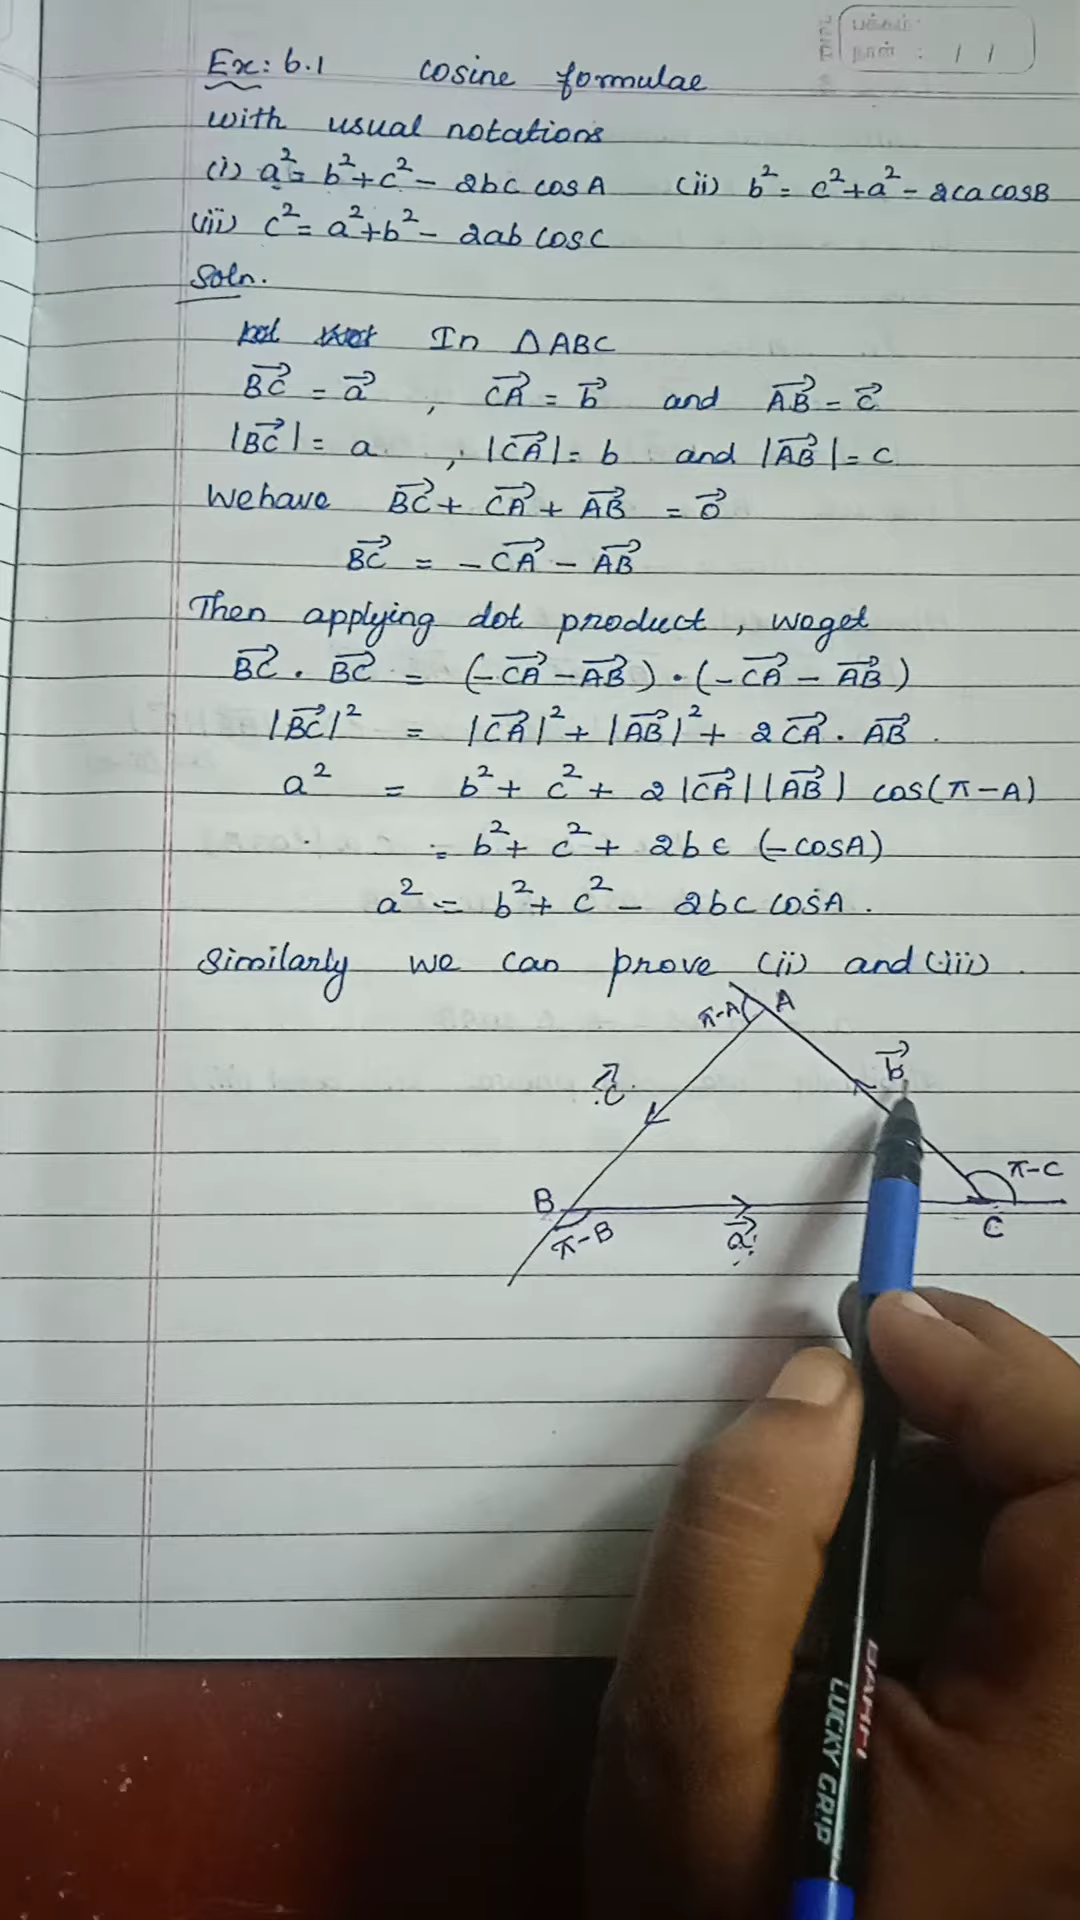 பக்கம்:
நாள் : / /
Ex: 6.1 cosine formulae
with usual notations
(i) a² = b² + c² - 2bc cosA (ii) b² = c² + a² - 2ca cosB
(iii) c² = a² + b² - 2ab cosC
Soln.
In △ABC
BC⃗ = a⃗ , CA⃗ = b⃗ and AB⃗ = c⃗
|BC⃗| = a , |CA⃗| = b and |AB⃗| = c
We have BC⃗ + CA⃗ + AB⃗ = 0⃗
BC⃗ = - CA⃗ - AB⃗
Then applying dot product, we get
BC⃗ . BC⃗ = (-CA⃗ - AB⃗) . (-CA⃗ - AB⃗)
|BC⃗|² = |CA⃗|² + |AB⃗|² + 2 CA⃗ . AB⃗ .
a² = b² + c² + 2 |CA⃗| |AB⃗| cos(π-A)
= b² + c² + 2bc (-cosA)
a² = b² + c² - 2bc cosA .
Similarly we can prove (ii) and (iii) .
π-A A
b⃗
c⃗
π-C
B
π-B a⃗ C
LUCKY GRIP